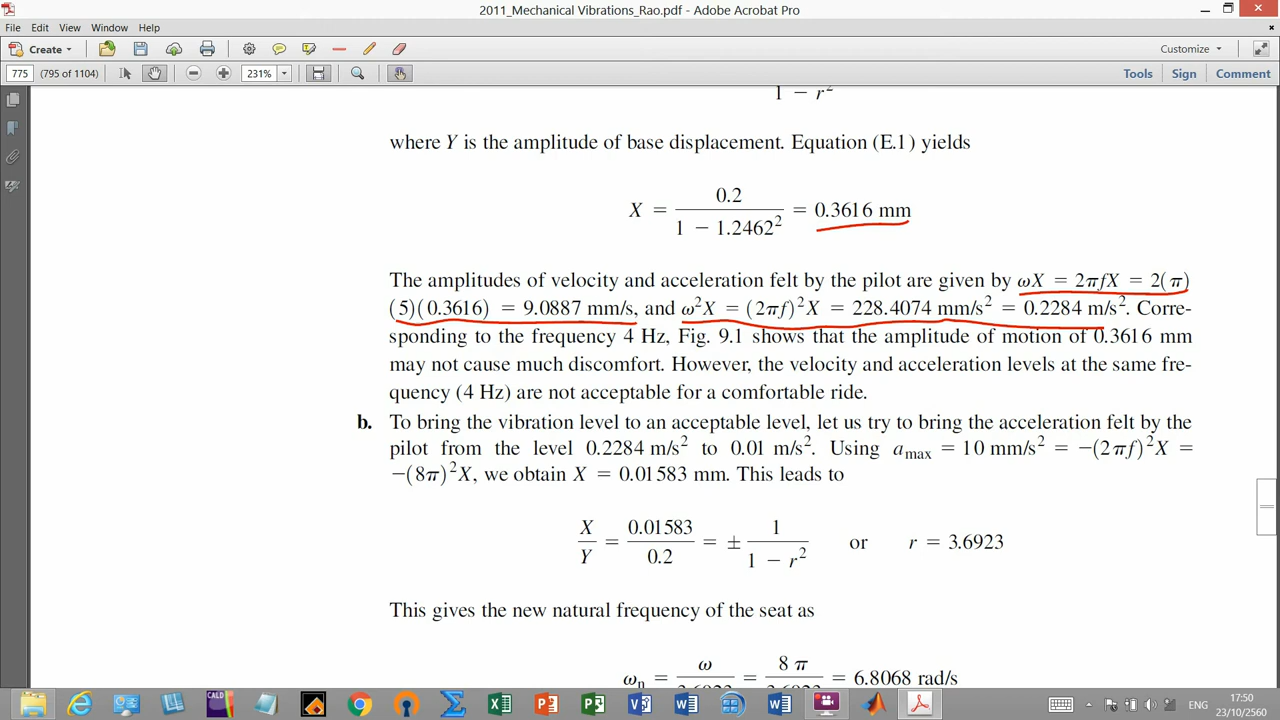 2011_Mechanical Vibrations_Rao.pdf - Adobe Acrobat Pro
File Edit View Window Help
Create Customize
775 (795 of 1104) 231% Tools Sign Comment
1 − r²
where Y is the amplitude of base displacement. Equation (E.1) yields
X = 0.2 / (1 − 1.2462²) = 0.3616 mm
The amplitudes of velocity and acceleration felt by the pilot are given by ωX = 2πfX = 2(π)
(5)(0.3616) = 9.0887 mm/s, and ω²X = (2πf)²X = 228.4074 mm/s² = 0.2284 m/s². Corre-
sponding to the frequency 4 Hz, Fig. 9.1 shows that the amplitude of motion of 0.3616 mm
may not cause much discomfort. However, the velocity and acceleration levels at the same fre-
quency (4 Hz) are not acceptable for a comfortable ride.
b. To bring the vibration level to an acceptable level, let us try to bring the acceleration felt by the
pilot from the level 0.2284 m/s² to 0.01 m/s². Using a_max = 10 mm/s² = −(2πf)²X =
−(8π)²X, we obtain X = 0.01583 mm. This leads to
X/Y = 0.01583/0.2 = ± 1/(1 − r²) or r = 3.6923
This gives the new natural frequency of the seat as
ωn = ω/3.6923 = 8π/3.6923 = 6.8068 rad/s
CALD
ENG
17:50
23/10/2560